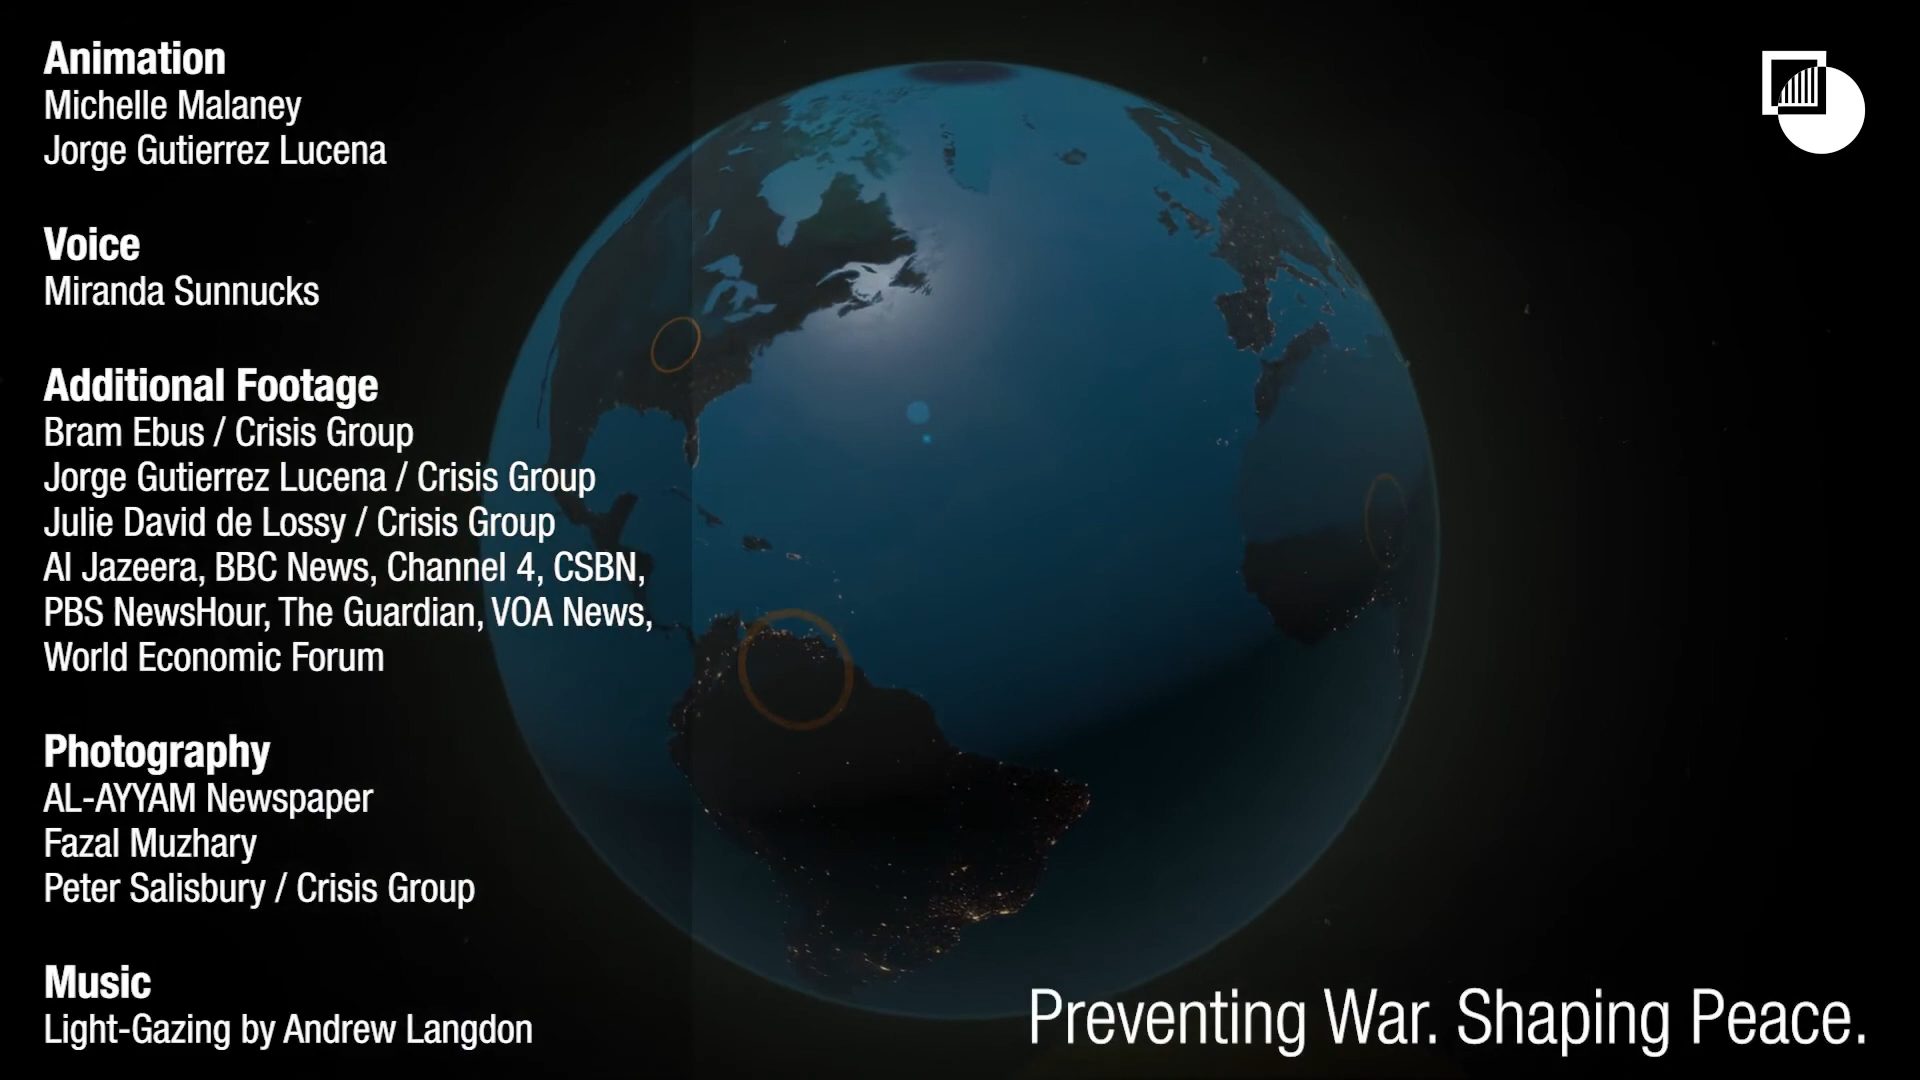 Animation
Michelle Malaney
Jorge Gutierrez Lucena
Voice
Miranda Sunnucks
Additional Footage
Bram Ebus / Crisis Group
Jorge Gutierrez Lucena / Crisis Group
Julie David de Lossy / Crisis Group
Al Jazeera, BBC News, Channel 4, CSBN,
PBS NewsHour, The Guardian, VOA News,
World Economic Forum
Photography
AL-AYYAM Newspaper
Fazal Muzhary
Peter Salisbury / Crisis Group
Music
Light-Gazing by Andrew Langdon
Preventing War. Shaping Peace.